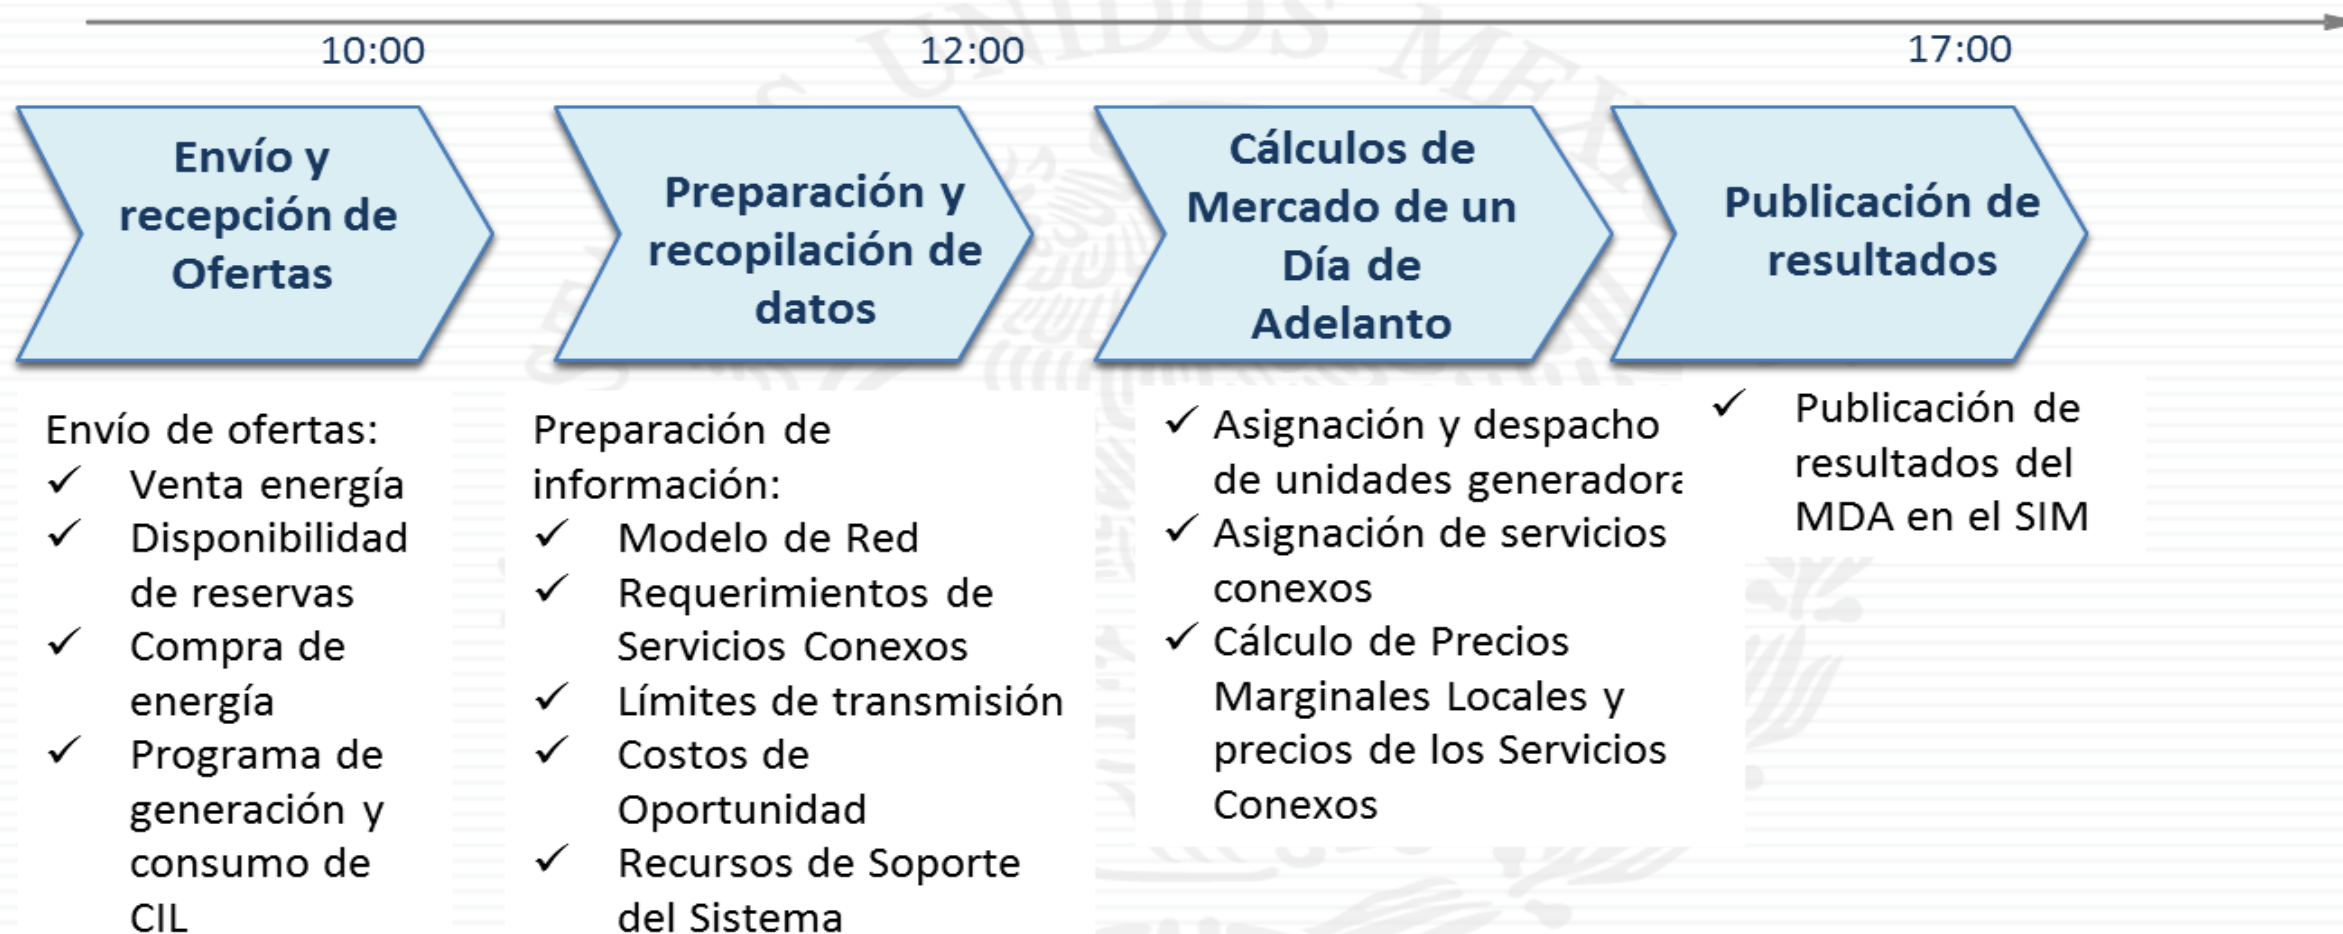 10:00
12:00
17:00
Envío y
recepción de
Ofertas
Preparación y
recopilación de
datos
Cálculos de
Mercado de un
Día de
Adelanto
Publicación de
resultados
Envío de ofertas:
✓ Venta energía
✓ Disponibilidad
de reservas
✓ Compra de
energía
✓ Programa de
generación y
consumo de
CIL
Preparación de
información:
✓ Modelo de Red
✓ Requerimientos de
Servicios Conexos
✓ Límites de transmisión
✓ Costos de
Oportunidad
✓ Recursos de Soporte
del Sistema
✓ Asignación y despacho
de unidades generadora
✓ Asignación de servicios
conexos
✓ Cálculo de Precios
Marginales Locales y
precios de los Servicios
Conexos
✓ Publicación de
resultados del
MDA en el SIM
UNIDOS